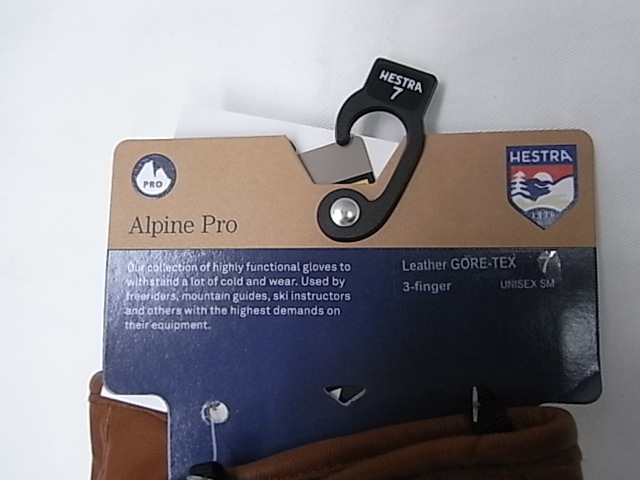 HESTRA
7
PRO
HESTRA
Alpine Pro
Our collection of highly functional gloves to
withstand a lot of cold and wear. Used by
freeriders, mountain guides, ski instructors
and others with the highest demands on
their equipment.
Leather GORE-TEX 7
3-finger UNISEX SM